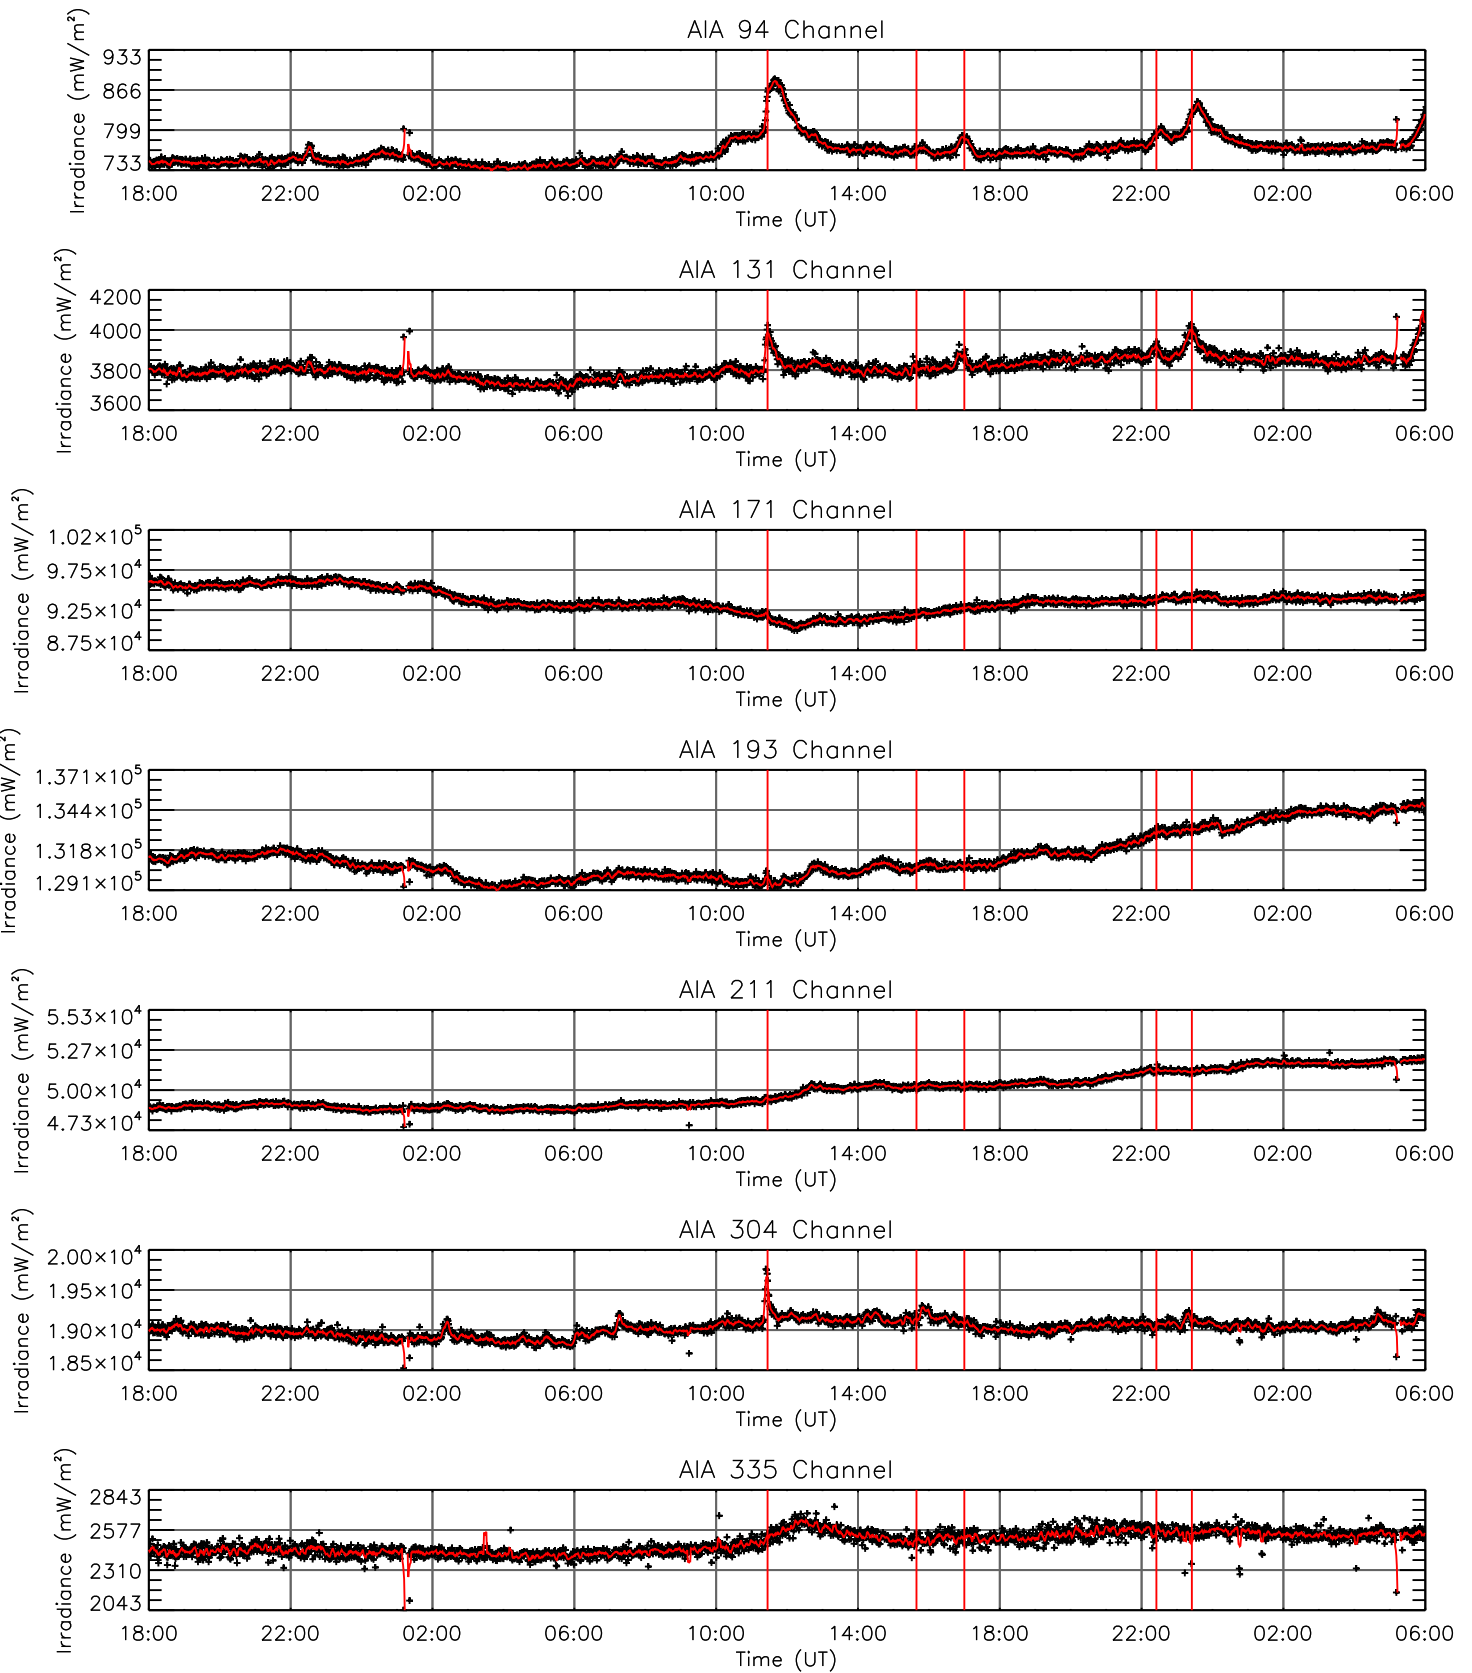 AIA 94 Channel
Irradiance (mW/m²)
933
866
799
733
18:00 22:00 02:00 06:00 10:00 14:00 18:00 22:00 02:00 06:00
Time (UT)
AIA 131 Channel
Irradiance (mW/m²)
4200
4000
3800
3600
18:00 22:00 02:00 06:00 10:00 14:00 18:00 22:00 02:00 06:00
Time (UT)
AIA 171 Channel
Irradiance (mW/m²)
1.02×10⁵
9.75×10⁴
9.25×10⁴
8.75×10⁴
18:00 22:00 02:00 06:00 10:00 14:00 18:00 22:00 02:00 06:00
Time (UT)
AIA 193 Channel
Irradiance (mW/m²)
1.371×10⁵
1.344×10⁵
1.318×10⁵
1.291×10⁵
18:00 22:00 02:00 06:00 10:00 14:00 18:00 22:00 02:00 06:00
Time (UT)
AIA 211 Channel
Irradiance (mW/m²)
5.53×10⁴
5.27×10⁴
5.00×10⁴
4.73×10⁴
18:00 22:00 02:00 06:00 10:00 14:00 18:00 22:00 02:00 06:00
Time (UT)
AIA 304 Channel
Irradiance (mW/m²)
2.00×10⁴
1.95×10⁴
1.90×10⁴
1.85×10⁴
18:00 22:00 02:00 06:00 10:00 14:00 18:00 22:00 02:00 06:00
Time (UT)
AIA 335 Channel
Irradiance (mW/m²)
2843
2577
2310
2043
18:00 22:00 02:00 06:00 10:00 14:00 18:00 22:00 02:00 06:00
Time (UT)